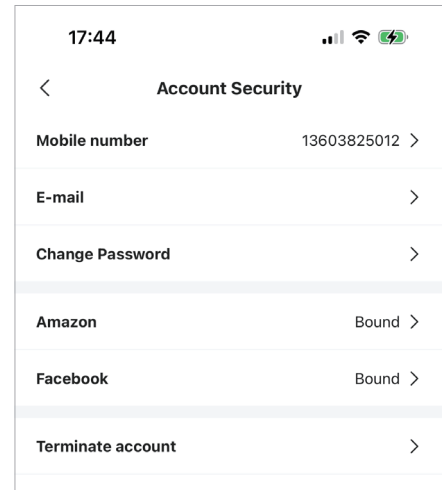 17:44
Account Security
Mobile number 13603825012
E-mail
Change Password
Amazon Bound
Facebook Bound
Terminate account